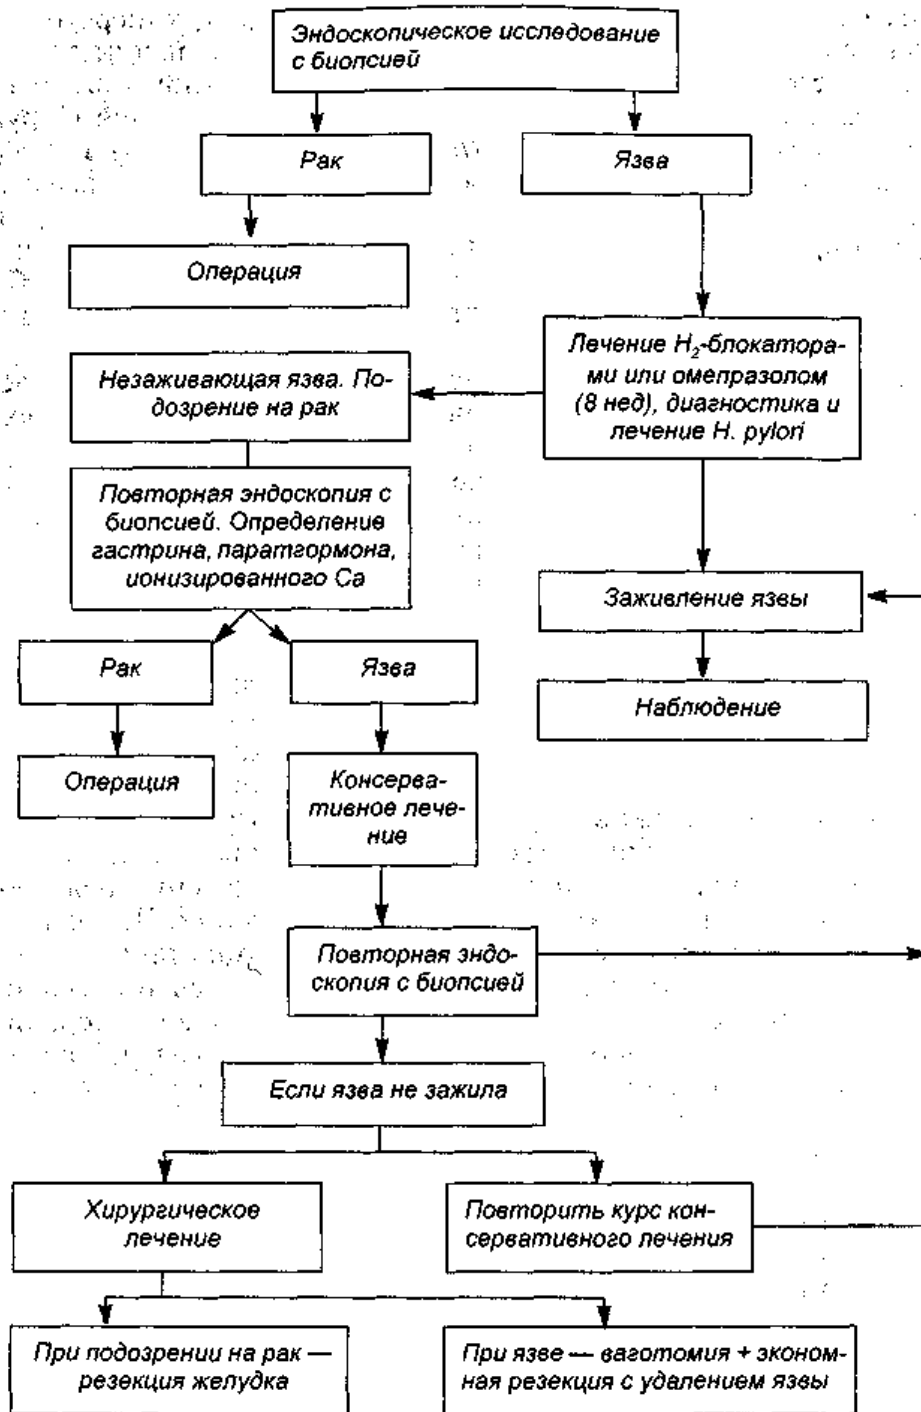 Эндоскопическое исследование
с биопсией
Рак
Язва
Операция
Лечение H₂-блокатора-
ми или омепразолом
(8 нед), диагностика и
лечение H. pylori
Незаживающая язва. По-
дозрение на рак
Повторная эндоскопия с
биопсией. Определение
гастрина, паратгормона,
ионизированного Ca
Заживление язвы
Рак
Язва
Наблюдение
Операция
Консерва-
тивное лече-
ние
Повторная эндо-
скопия с биопсией
Если язва не зажила
Хирургическое
лечение
Повторить курс кон-
сервативного лечения
При подозрении на рак —
резекция желудка
При язве — ваготомия + эконом-
ная резекция с удалением язвы